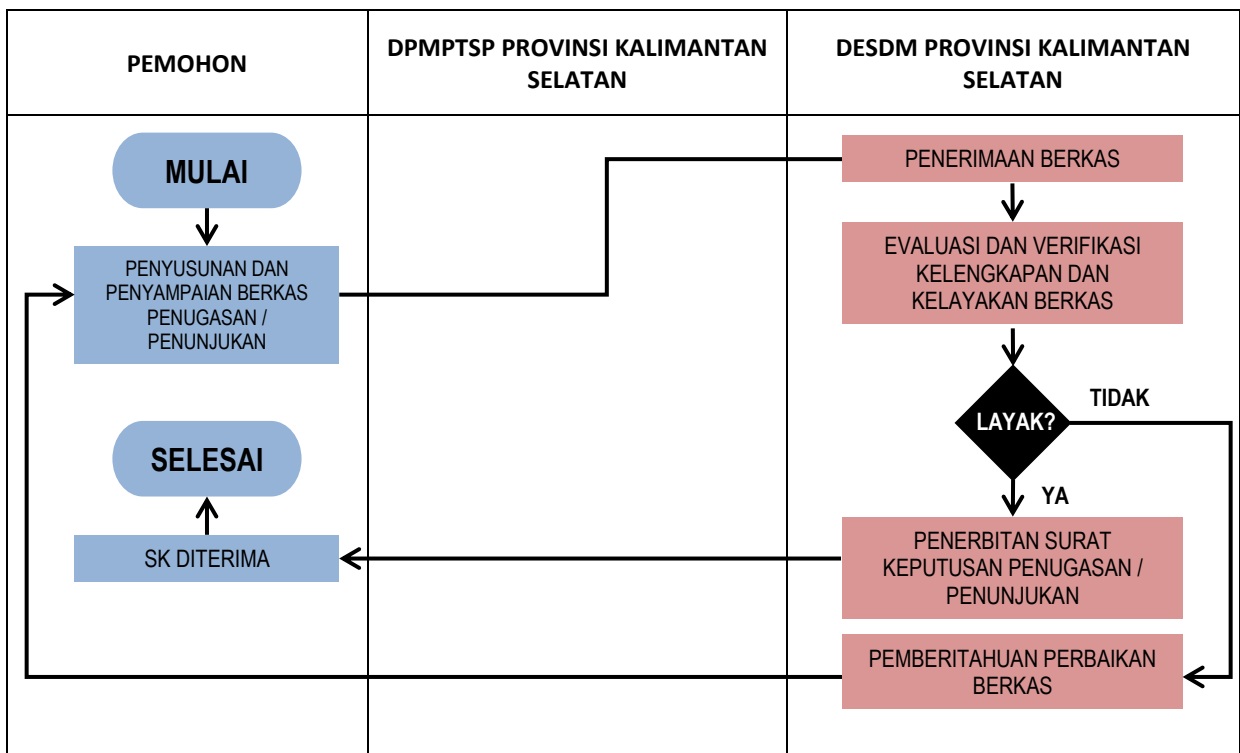 PEMOHON
DPMPTSP PROVINSI KALIMANTAN
SELATAN
DESDM PROVINSI KALIMANTAN
SELATAN
MULAI
PENYUSUNAN DAN
PENYAMPAIAN BERKAS
PENUGASAN /
PENUNJUKAN
PENERIMAAN BERKAS
EVALUASI DAN VERIFIKASI
KELENGKAPAN DAN
KELAYAKAN BERKAS
LAYAK?
TIDAK
YA
PENERBITAN SURAT
KEPUTUSAN PENUGASAN /
PENUNJUKAN
PEMBERITAHUAN PERBAIKAN
BERKAS
SK DITERIMA
SELESAI